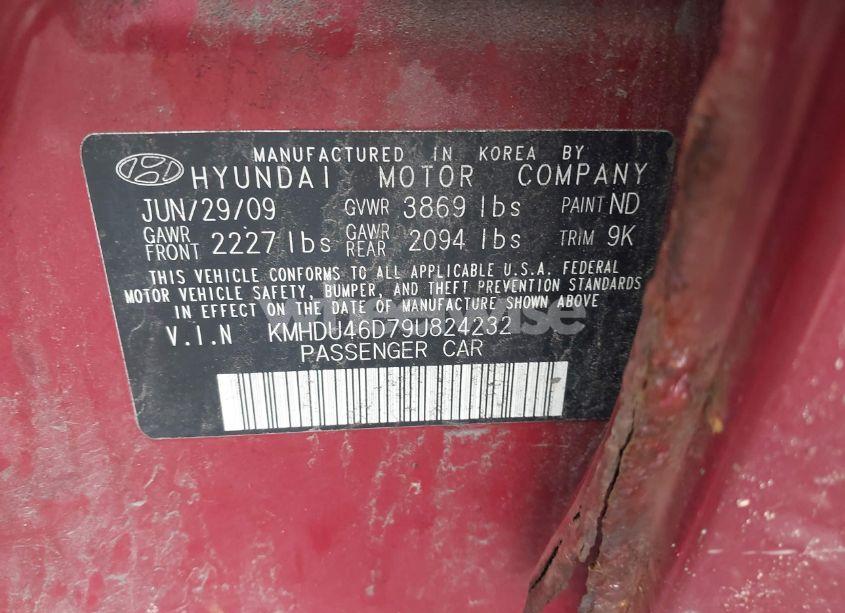 MANUFACTURED IN KOREA BY
HYUNDAI MOTOR COMPANY
JUN/29/09 GVWR 3869 lbs PAINT ND
GAWR FRONT 2227 lbs GAWR REAR 2094 lbs TRIM 9K
THIS VEHICLE CONFORMS TO ALL APPLICABLE U.S.A. FEDERAL
MOTOR VEHICLE SAFETY, BUMPER, AND THEFT PREVENTION STANDARDS
IN EFFECT ON THE DATE OF MANUFACTURE SHOWN ABOVE
V.I.N KMHDU46D79U824232
PASSENGER CAR